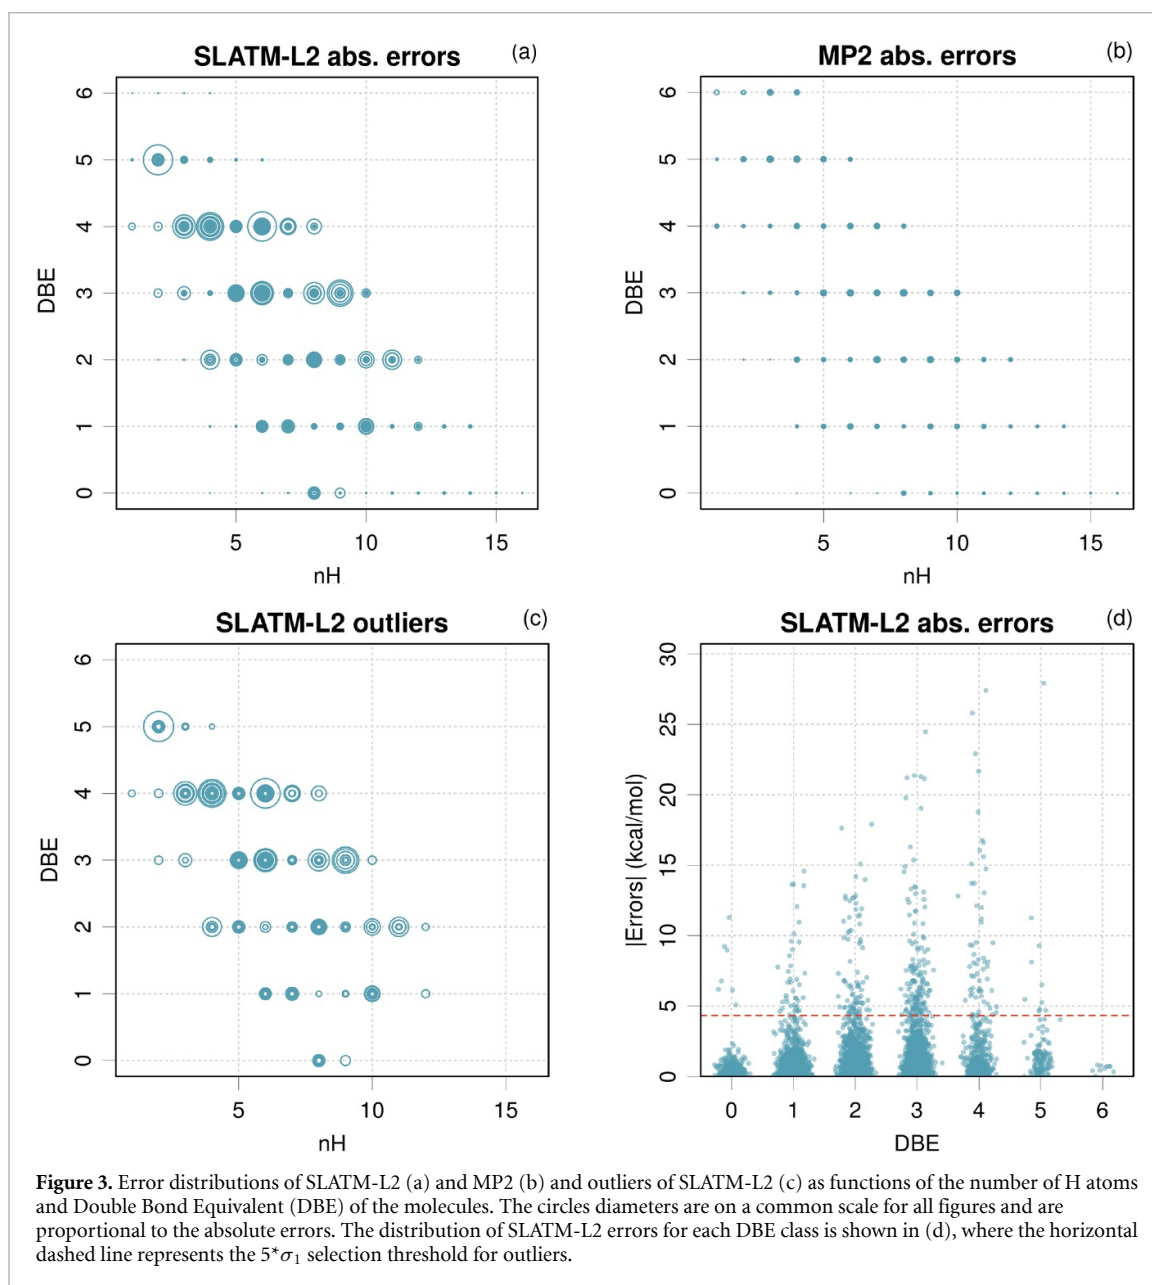 SLATM-L2 abs. errors (a)
6
5
4
3
2
1
0
DBE
5 10 15
nH
MP2 abs. errors (b)
6
5
4
3
2
1
0
DBE
5 10 15
nH
SLATM-L2 outliers (c)
6
5
4
3
2
1
0
DBE
5 10 15
nH
SLATM-L2 abs. errors (d)
30
25
20
15
10
5
0
|Errors| (kcal/mol)
0 1 2 3 4 5 6
DBE
Figure 3. Error distributions of SLATM-L2 (a) and MP2 (b) and outliers of SLATM-L2 (c) as functions of the number of H atoms
and Double Bond Equivalent (DBE) of the molecules. The circles diameters are on a common scale for all figures and are
proportional to the absolute errors. The distribution of SLATM-L2 errors for each DBE class is shown in (d), where the horizontal
dashed line represents the 5*σ₁ selection threshold for outliers.